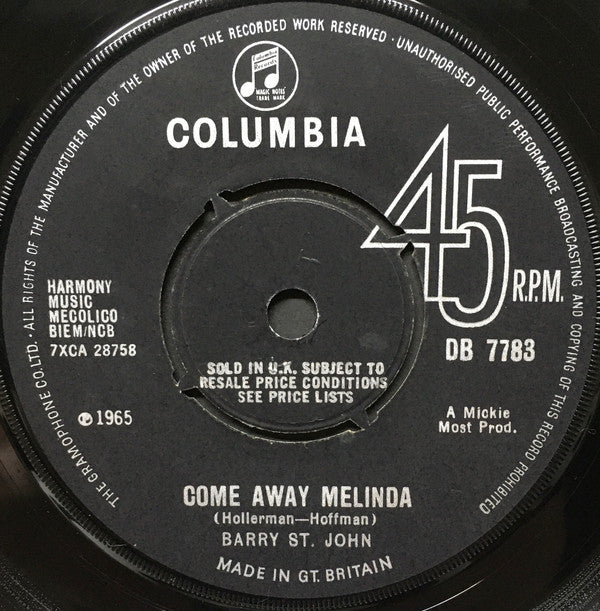 THE GRAMOPHONE CO. LTD. · ALL RIGHTS OF THE MANUFACTURER AND OF THE OWNER OF THE RECORDED WORK RESERVED · UNAUTHORISED PUBLIC PERFORMANCE BROADCASTING AND COPYING OF THIS RECORD PROHIBITED
Columbia
Records
MAGIC NOTES
TRADE MARK
COLUMBIA
45
R.P.M.
HARMONY
MUSIC
MECOLICO
BIEM/NCB
7XCA 28758
DB 7783
SOLD IN U.K. SUBJECT TO
RESALE PRICE CONDITIONS
SEE PRICE LISTS
℗ 1965
A Mickie
Most Prod.
COME AWAY MELINDA
(Hollerman—Hoffman)
BARRY ST. JOHN
MADE IN GT. BRITAIN